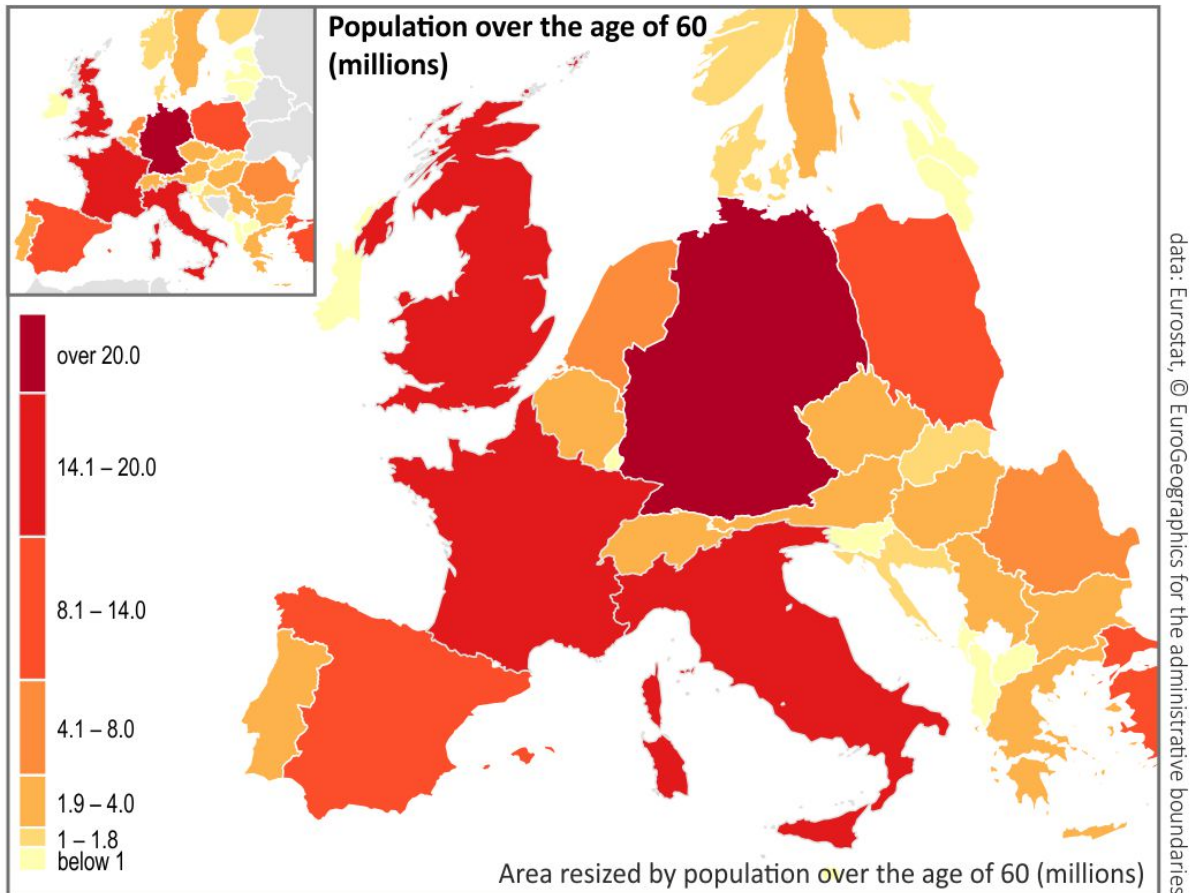 Population over the age of 60
(millions)
over 20.0
14.1 – 20.0
8.1 – 14.0
4.1 – 8.0
1.9 – 4.0
1 – 1.8
below 1
Area resized by population over the age of 60 (millions)
data: Eurostat, © EuroGeographics for the administrative boundaries